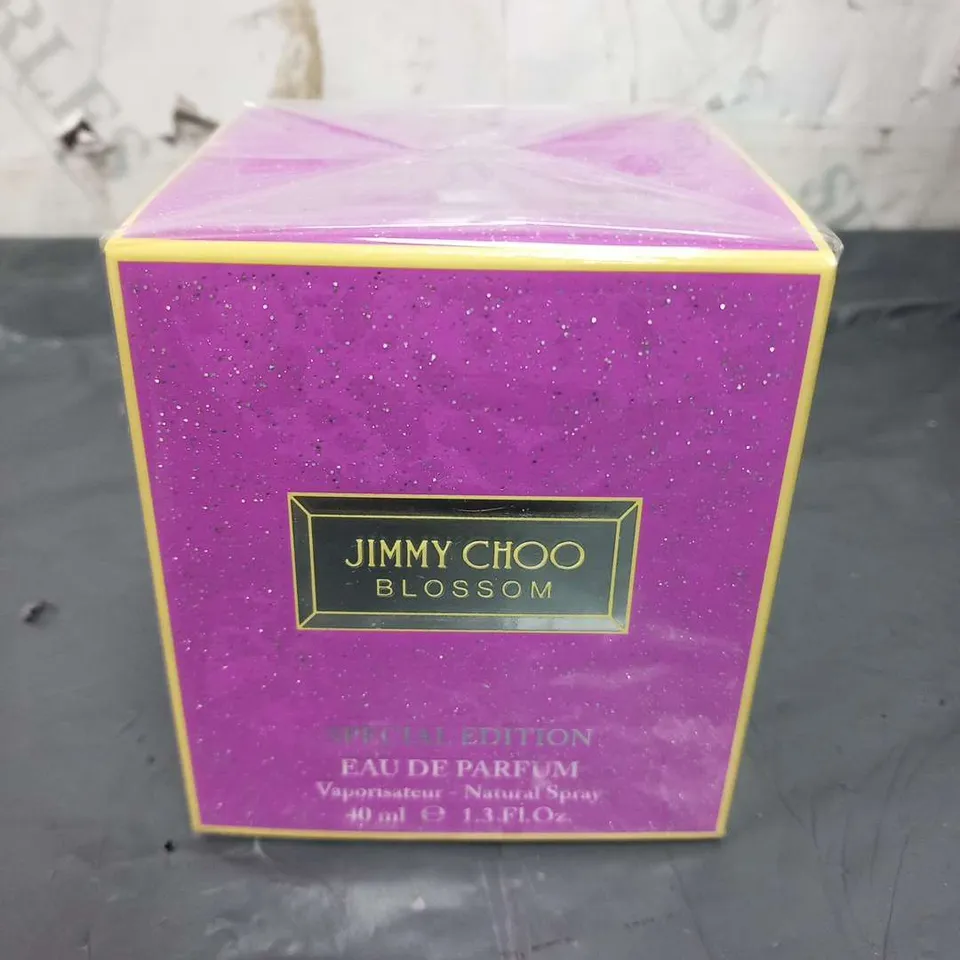 JIMMY CHOO
BLOSSOM
SPECIAL EDITION
EAU DE PARFUM
Vaporisateur - Natural Spray
40 ml ℮ 1.3 Fl.Oz.